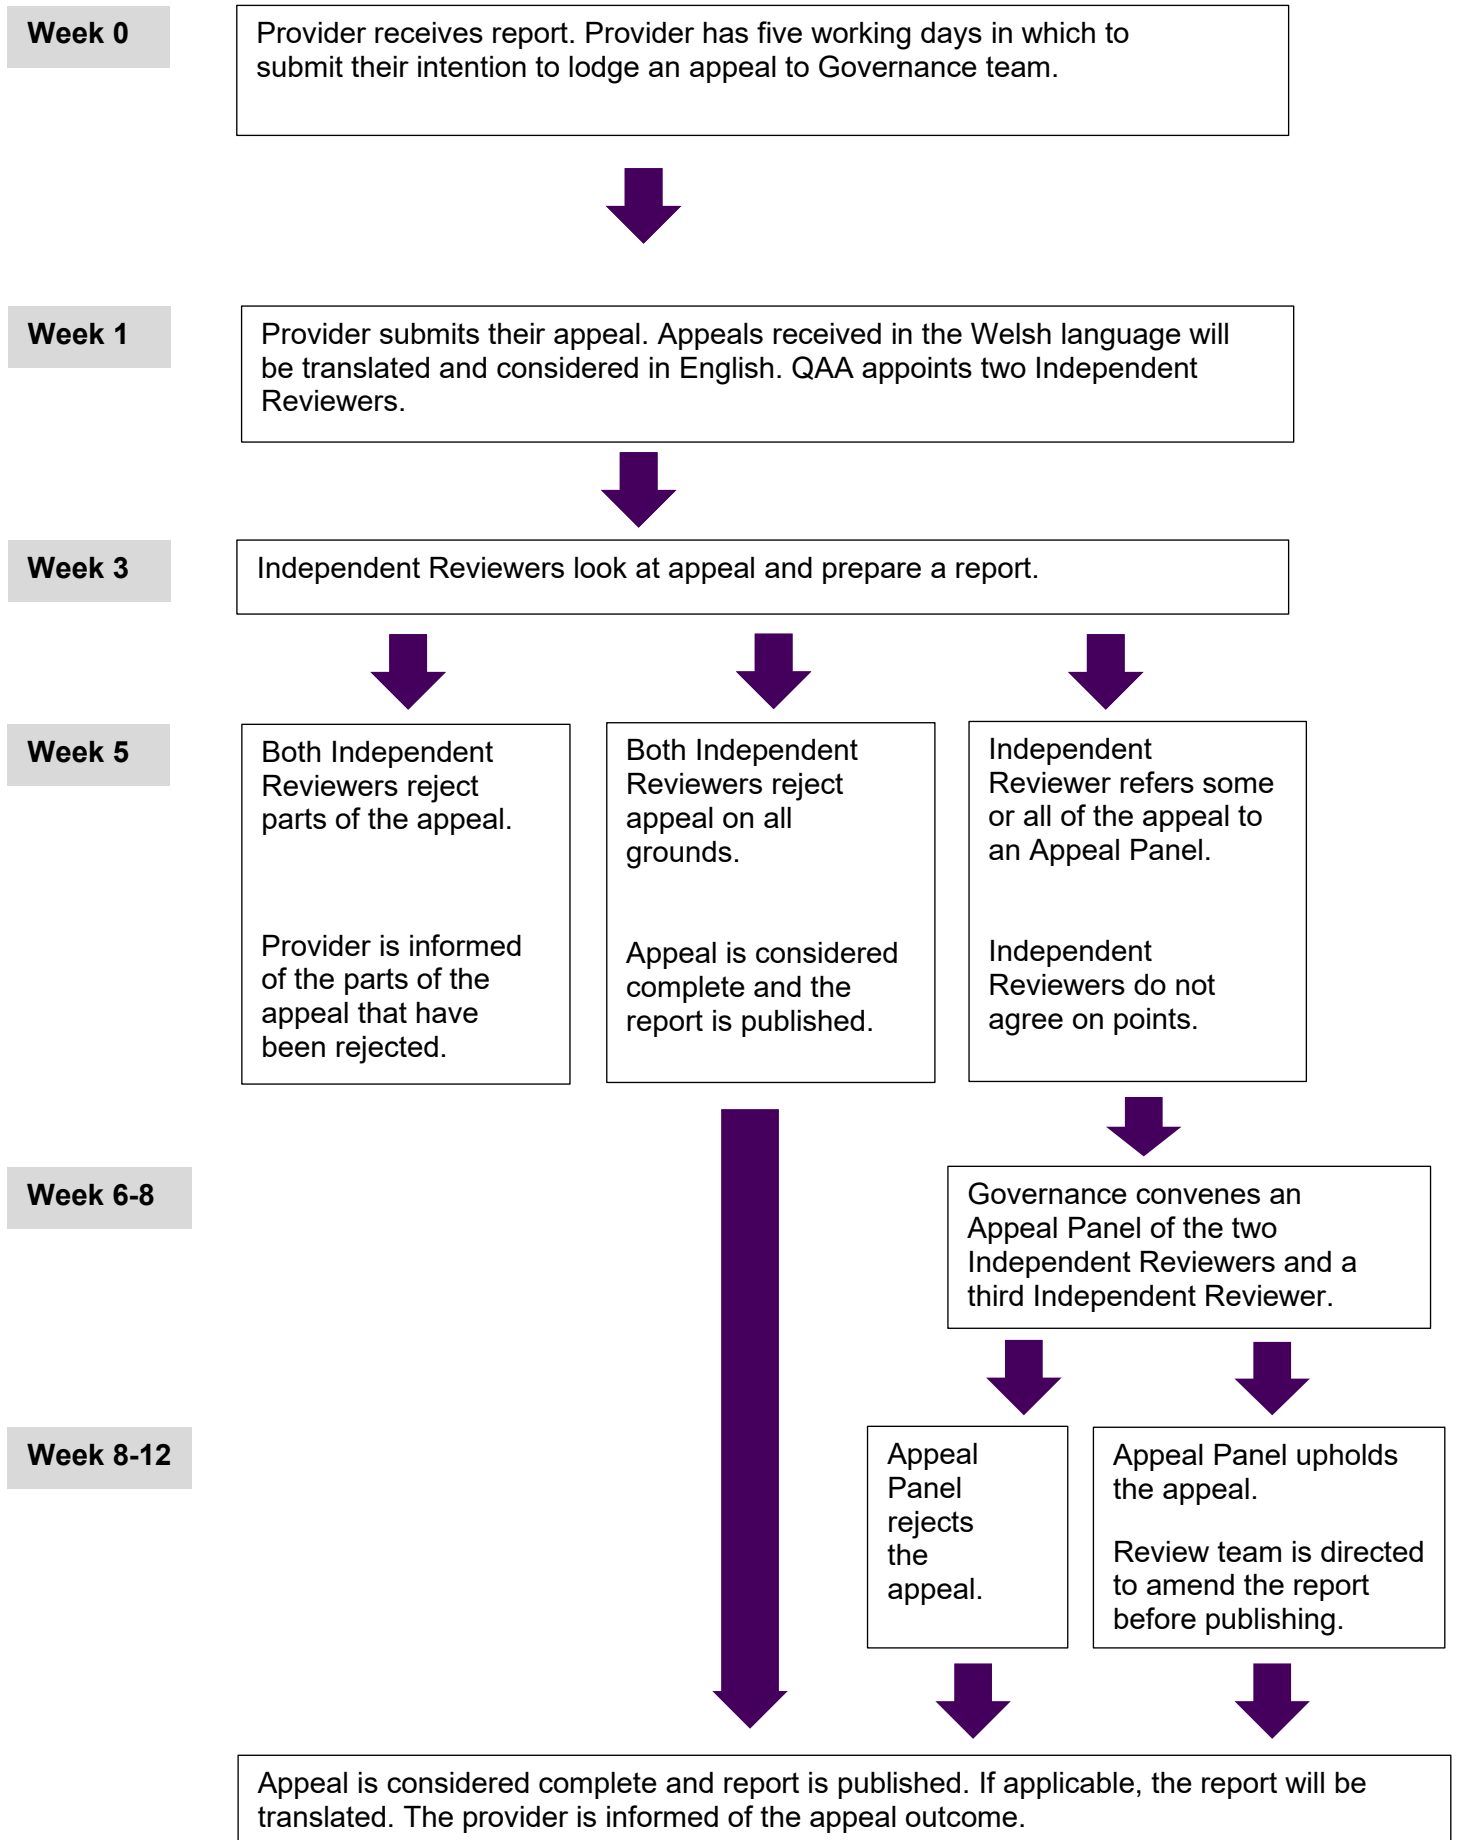 Week 0
Provider receives report. Provider has five working days in which to
submit their intention to lodge an appeal to Governance team.
Week 1
Provider submits their appeal. Appeals received in the Welsh language will
be translated and considered in English. QAA appoints two Independent
Reviewers.
Week 3
Independent Reviewers look at appeal and prepare a report.
Week 5
Both Independent
Reviewers reject
parts of the appeal.
Provider is informed
of the parts of the
appeal that have
been rejected.
Both Independent
Reviewers reject
appeal on all
grounds.
Appeal is considered
complete and the
report is published.
Independent
Reviewer refers some
or all of the appeal to
an Appeal Panel.
Independent
Reviewers do not
agree on points.
Week 6-8
Governance convenes an
Appeal Panel of the two
Independent Reviewers and a
third Independent Reviewer.
Week 8-12
Appeal
Panel
rejects
the
appeal.
Appeal Panel upholds
the appeal.
Review team is directed
to amend the report
before publishing.
Appeal is considered complete and report is published. If applicable, the report will be
translated. The provider is informed of the appeal outcome.